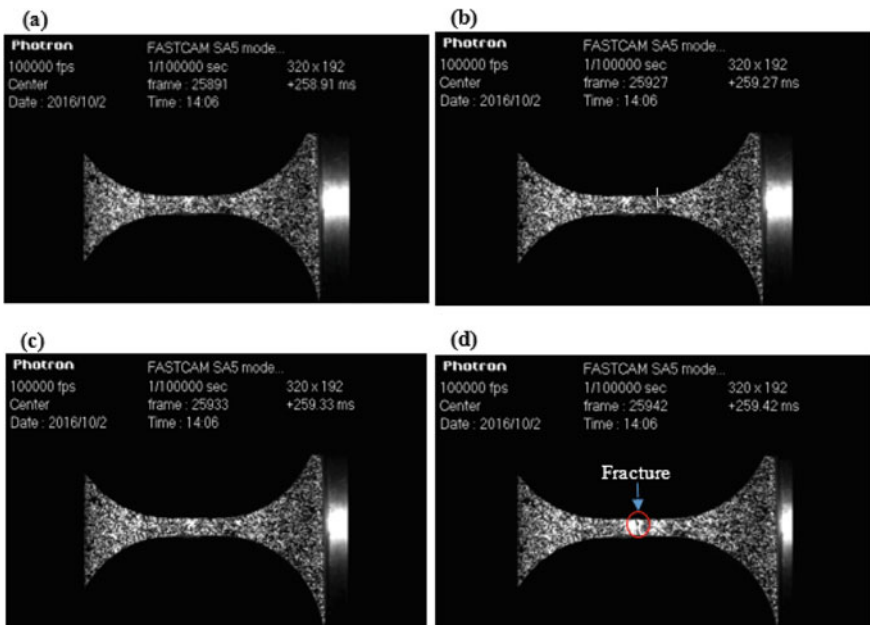 (a)
Photron FASTCAM SA5 mode...
100000 fps 1/100000 sec 320 x 192
Center frame : 25891 +258.91 ms
Date : 2016/10/2 Time : 14:06
(b)
Photron FASTCAM SA5 mode...
100000 fps 1/100000 sec 320 x 192
Center frame : 25927 +259.27 ms
Date : 2016/10/2 Time : 14:06
(c)
Photron FASTCAM SA5 mode...
100000 fps 1/100000 sec 320 x 192
Center frame : 25933 +259.33 ms
Date : 2016/10/2 Time : 14:06
(d)
Photron FASTCAM SA5 mode...
100000 fps 1/100000 sec 320 x 192
Center frame : 25942 +259.42 ms
Date : 2016/10/2 Time : 14:06
Fracture